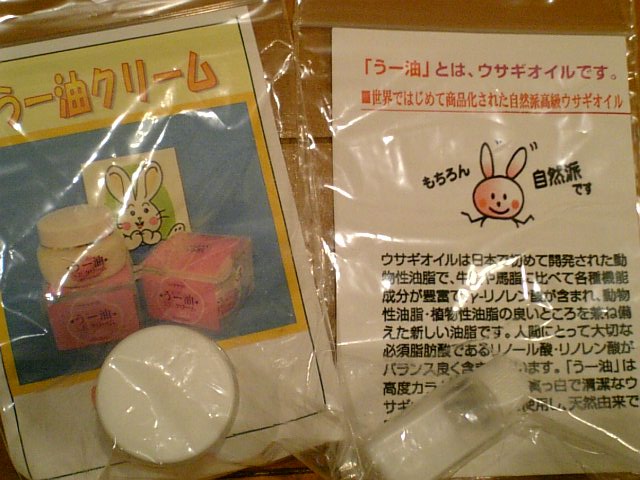 うー油クリーム
うー油
うー油
「うー油」とは、ウサギオイルです。
■世界ではじめて商品化された自然派高級ウサギオイル
もちろん
自然派
です
ウサギオイルは日本で初めて開発された動
物性油脂で、牛脂や馬脂に比べて各種機能
成分が豊富でγ-リノレン酸が含まれ、動物
性油脂・植物性油脂の良いところを兼ね備
えた新しい油脂です。人肌にとって大切な
必須脂肪酸であるリノール酸・リノレン酸が
バランス良く含まれています。「うー油」は
高度カラ 真っ白で清潔なウ
サギ 使用し、天然由来で